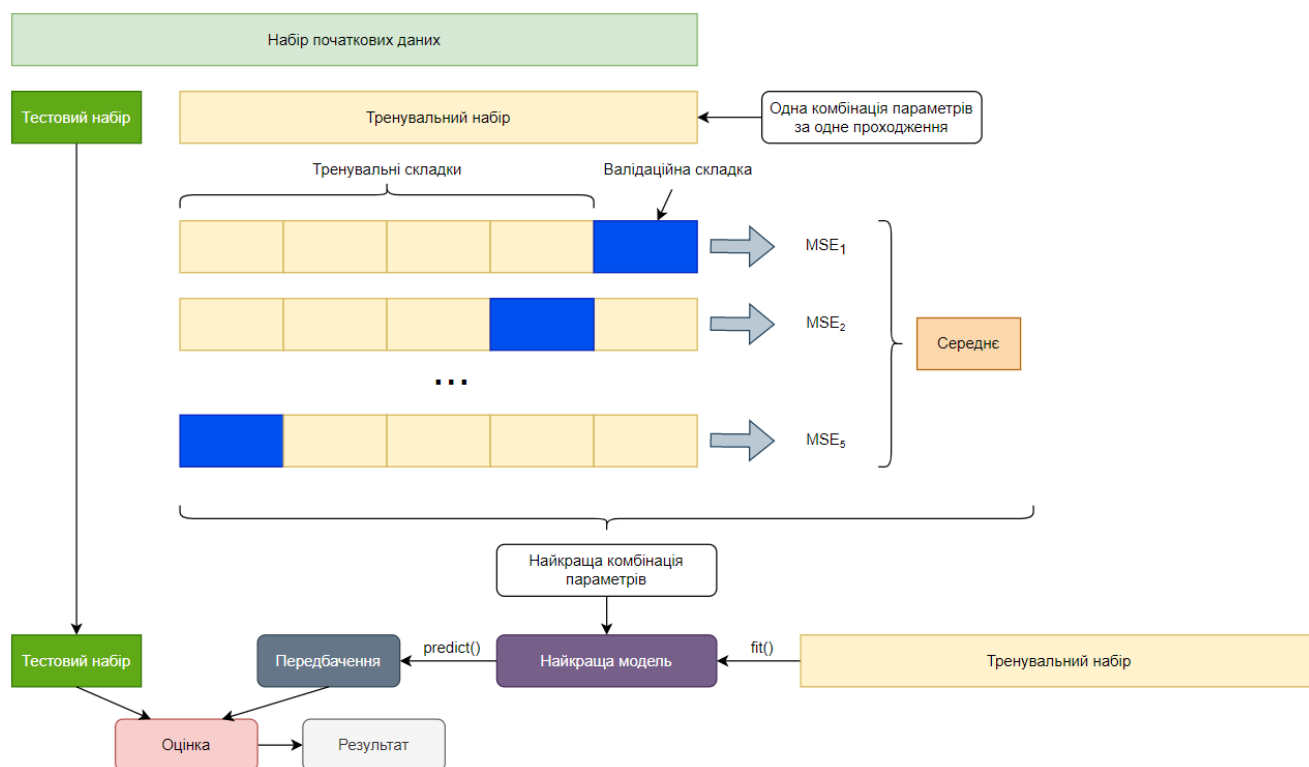 Набір початкових даних
Тестовий набір
Тренувальний набір
Одна комбінація параметрів
за одне проходження
Тренувальні складки
Валідаційна складка
MSE1
MSE2
Середнє
...
MSE5
Найкраща комбінація
параметрів
Тестовий набір
Передбачення
predict()
Найкраща модель
fit()
Тренувальний набір
Оцінка
Результат